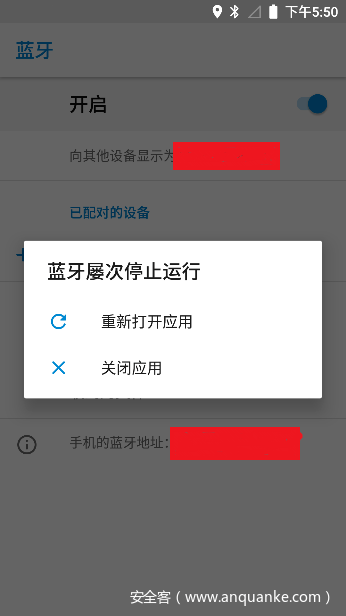 下午5:50
蓝牙
开启
向其他设备显示为
已配对的设备
蓝牙屡次停止运行
重新打开应用
关闭应用
手机的蓝牙地址：
安全客（www.anquanke.com）